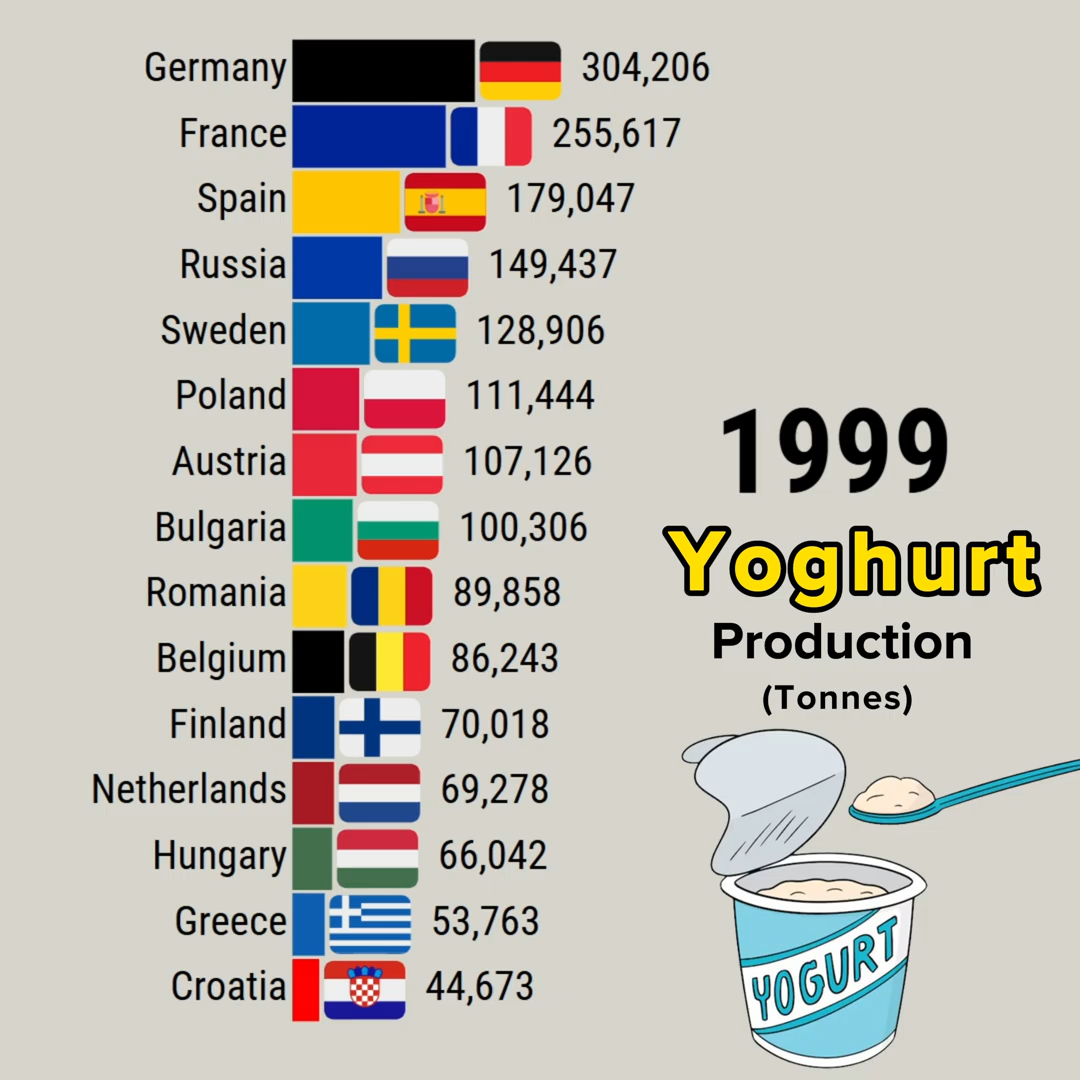 Germany 304,206
France 255,617
Spain 179,047
Russia 149,437
Sweden 128,906
Poland 111,444
Austria 107,126
Bulgaria 100,306
Romania 89,858
Belgium 86,243
Finland 70,018
Netherlands 69,278
Hungary 66,042
Greece 53,763
Croatia 44,673
1999
Yoghurt
Production
(Tonnes)
YOGURT